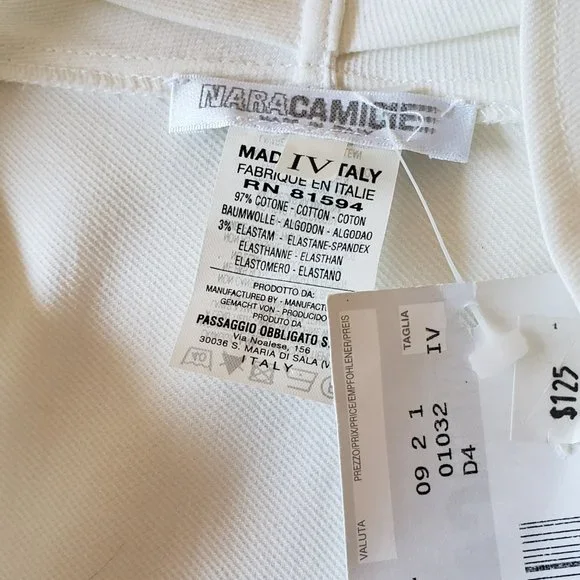 NARACAMICIE
MADE IN ITALY
IV
MAD TALY
FABRIQUE EN ITALIE
RN 81594
97% COTONE - COTTON - COTON
BAUMWOLLE - ALGODON - ALGODAO
3% ELASTAM - ELASTANE-SPANDEX
ELASTHANNE - ELASTHAN
ELASTOMERO - ELASTANO
PRODOTTO DA:
MANUFACTURED BY - MANUFACT
GEMACHT VON - PRODUCIDO
PRODUTO DA
PASSAGGIO OBBLIGATO S.
Via Noalese, 156
30036 S. MARIA DI SALA (V
ITALY
VALUTA
PREZZO/PRIX/PRICE/EMPFOHLENER/PREIS
TAGLIA
IV
09 2 1
01032
D4
1
$125